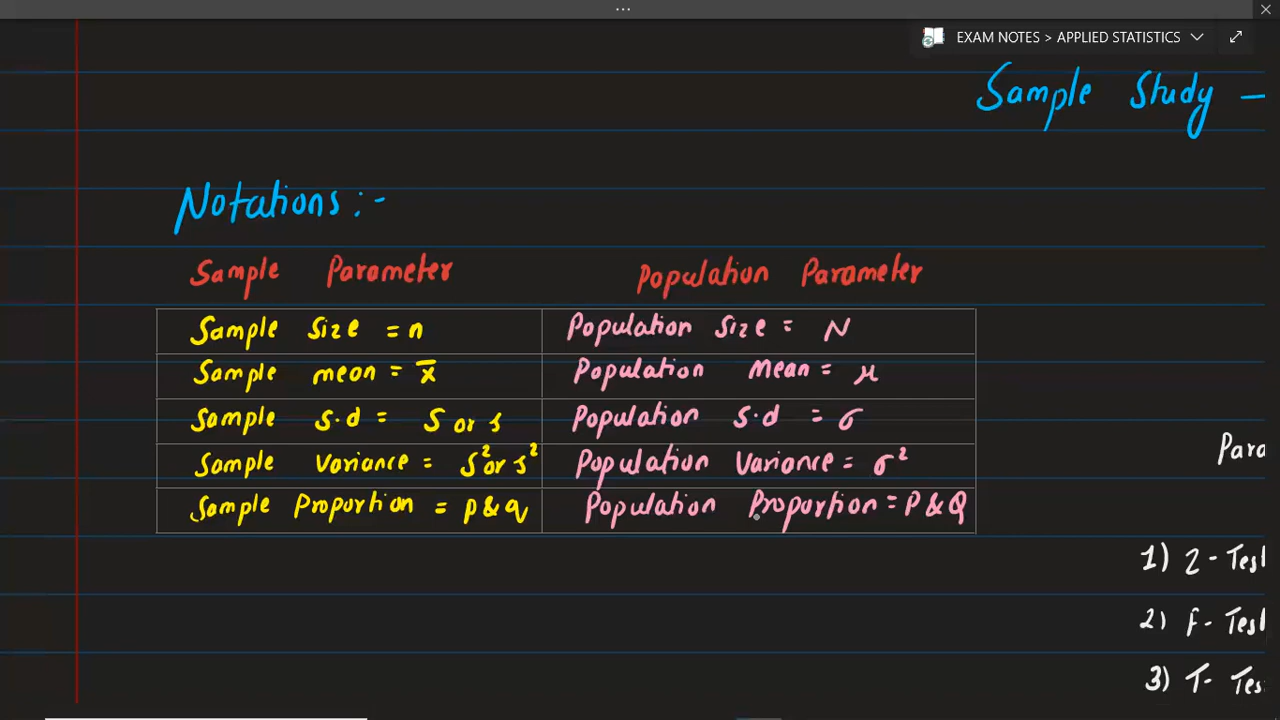 ...
EXAM NOTES > APPLIED STATISTICS
Sample Study -
Notations :-
Sample Parameter Population Parameter
Sample Size = n Population Size = N
Sample mean = x̄ Population Mean = μ
Sample S.d = S or s Population S.d = σ
Sample Variance = S² or s² Population Variance = σ²
Sample Proportion = p & q Population Proportion = P & Q
Para
1) Z - Test
2) F - Test
3) T - Tes